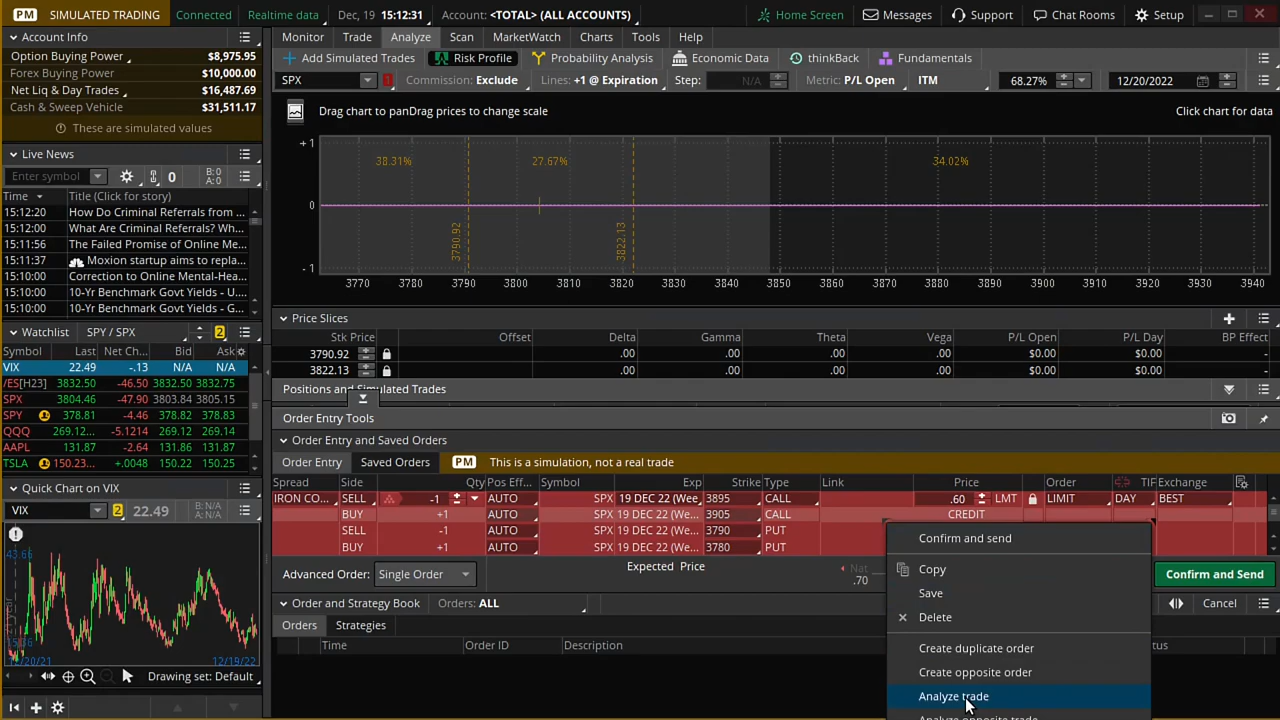 PM SIMULATED TRADING Connected Realtime data Dec, 19 15:12:31 Account: <TOTAL> (ALL ACCOUNTS) Home Screen Messages Support Chat Rooms Setup
Account Info
Option Buying Power $8,975.95
Forex Buying Power $10,000.00
Net Liq & Day Trades $16,487.69
Cash & Sweep Vehicle $31,511.17
These are simulated values
Live News
Enter symbol 0 B: 0 A: 0
Time Title (Click for story)
15:12:20 How Do Criminal Referrals from ...
15:12:00 What Are Criminal Referrals? Wh...
15:11:56 The Failed Promise of Online Me...
15:11:37 Moxion startup aims to repla...
15:10:00 Correction to Online Mental-Hea...
15:10:00 10-Yr Benchmark Govt Yields - U...
15:10:00 10-Yr Benchmark Govt Yields - G...
Watchlist SPY / SPX 2
Symbol Last Net Ch... Bid Ask
VIX 22.49 -.13 N/A N/A
/ES[H23] 3832.50 -46.50 3832.50 3832.75
SPX 3804.46 -47.90 3803.84 3805.15
SPY 378.81 -4.46 378.82 378.83
QQQ 269.12... -5.1214 269.12 269.14
AAPL 131.87 -2.64 131.86 131.87
TSLA 150.23... +.0048 150.22 150.25
Quick Chart on VIX
VIX 2 22.49 B: N/A A: N/A
43.66
12/19/22
Drawing set: Default
Monitor Trade Analyze Scan MarketWatch Charts Tools Help
Add Simulated Trades Risk Profile Probability Analysis Economic Data thinkBack Fundamentals
SPX 1 Commission: Exclude Lines: +1 @ Expiration Step: N/A Metric: P/L Open ITM 68.27% 12/20/2022
Drag chart to panDrag prices to change scale Click chart for data
+ 1
38.31% 27.67% 34.02%
0
3790.92 3822.13
- 1
3770 3780 3790 3800 3810 3820 3830 3840 3850 3860 3870 3880 3890 3900 3910 3920 3930 3940
Price Slices
Stk Price Offset Delta Gamma Theta Vega P/L Open P/L Day BP Effect
3790.92 .00 .00 .00 .00 $0.00 $0.00 -
3822.13 .00 .00 .00 .00 $0.00 $0.00 -
Positions and Simulated Trades
Order Entry Tools
Order Entry and Saved Orders
Order Entry Saved Orders PM This is a simulation, not a real trade
Spread Side Qty Pos Eff... Symbol Exp Strike Type Link Price Order TIF Exchange
IRON CO... SELL -1 AUTO SPX 19 DEC 22 (Wee... 3895 CALL .60 LMT LIMIT DAY BEST
BUY +1 AUTO SPX 19 DEC 22 (We... 3905 CALL CREDIT
SELL -1 AUTO SPX 19 DEC 22 (We... 3790 PUT
BUY +1 AUTO SPX 19 DEC 22 (We... 3780 PUT
Advanced Order: Single Order Expected Price Nat .70 Confirm and Send
Order and Strategy Book Orders: ALL Cancel
Orders Strategies
Time Order ID Description
Confirm and send
Copy
Save
Delete
Create duplicate order
Create opposite order
Analyze trade
Analyze opposite trade